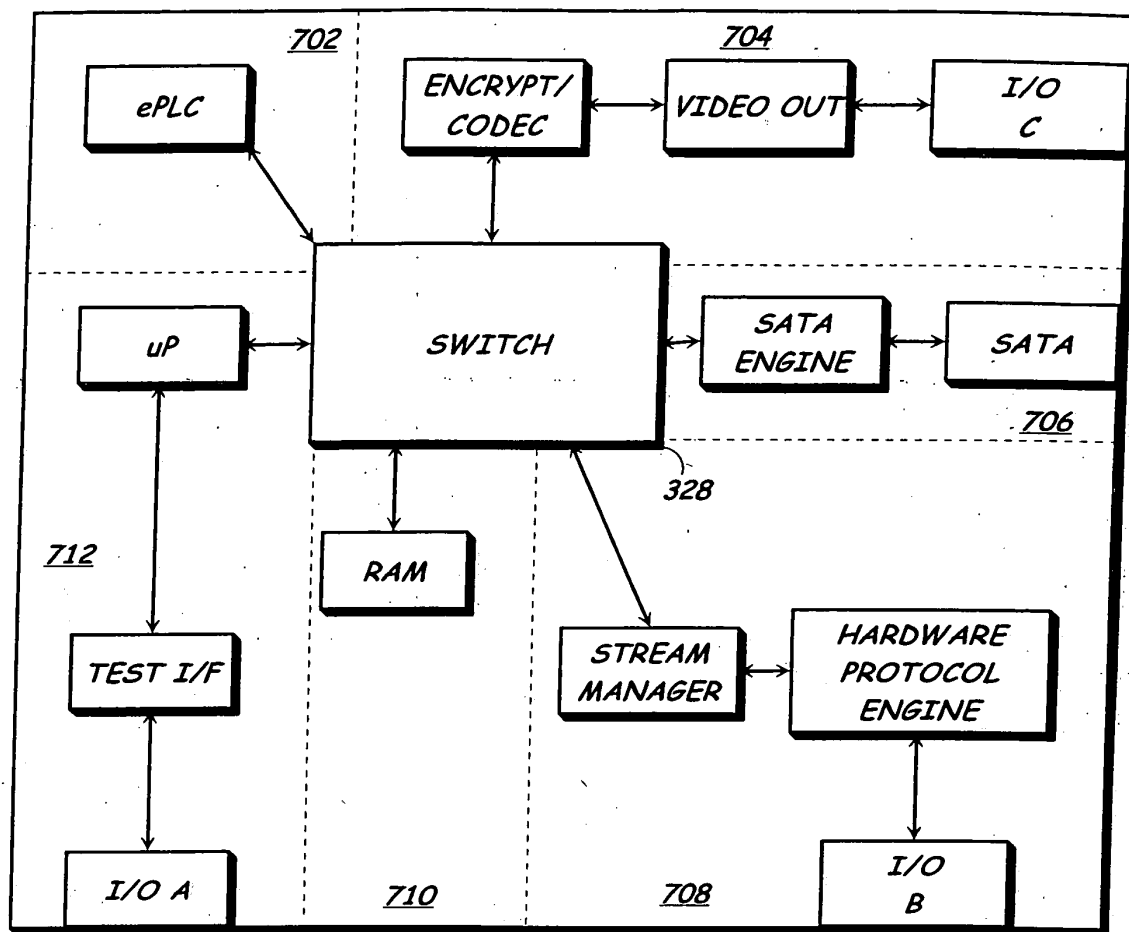 702
704
ePLC
ENCRYPT/
CODEC
VIDEO OUT
I/O
C
uP
SWITCH
SATA
ENGINE
SATA
706
328
712
RAM
STREAM
MANAGER
HARDWARE
PROTOCOL
ENGINE
TEST I/F
I/O A
710
708
I/O
B